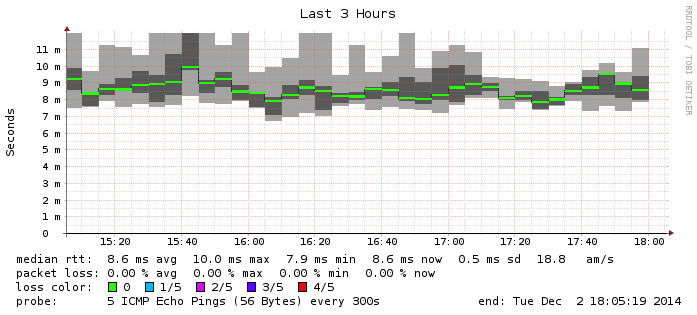 Last 3 Hours
RRDTOOL / TOBI OETIKER
Seconds
11 m
10 m
9 m
8 m
7 m
6 m
5 m
4 m
3 m
2 m
1 m
0
15:20 15:40 16:00 16:20 16:40 17:00 17:20 17:40 18:00
median rtt: 8.6 ms avg 10.0 ms max 7.9 ms min 8.6 ms now 0.5 ms sd 18.8 am/s
packet loss: 0.00 % avg 0.00 % max 0.00 % min 0.00 % now
loss color: 0 1/5 2/5 3/5 4/5
probe: 5 ICMP Echo Pings (56 Bytes) every 300s end: Tue Dec 2 18:05:19 2014